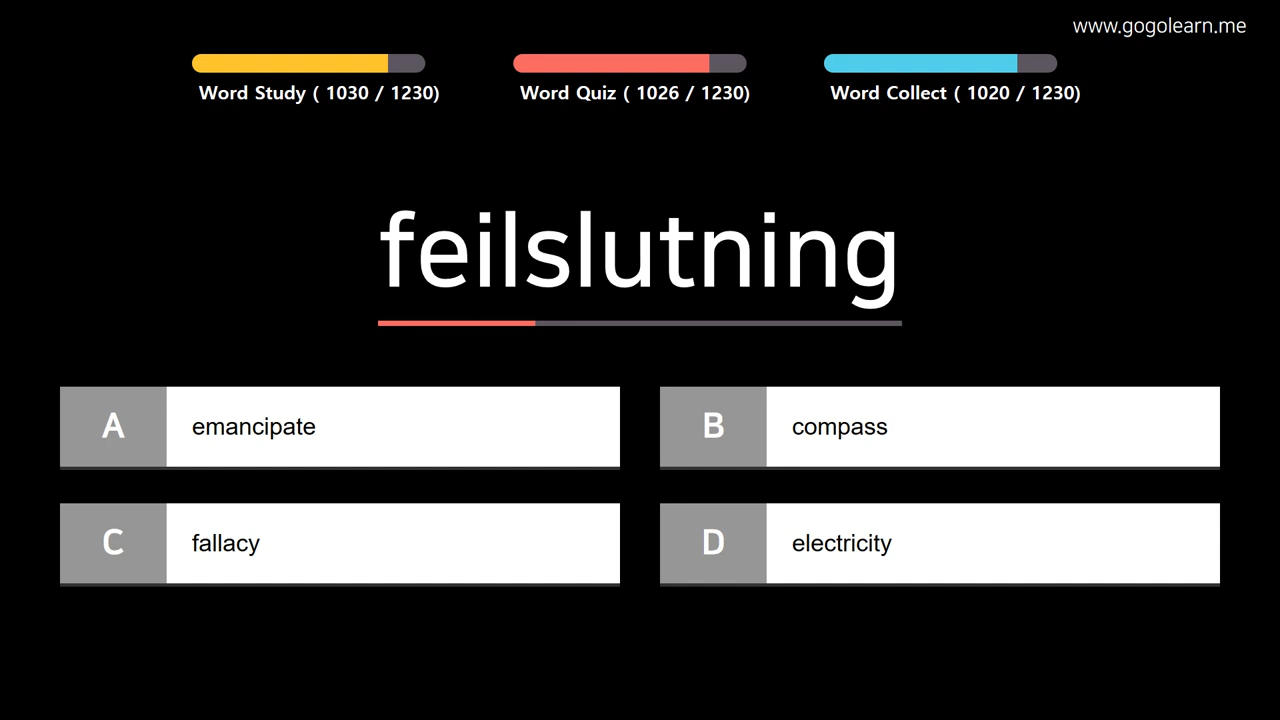 www.gogolearn.me
Word Study ( 1030 / 1230)
Word Quiz ( 1026 / 1230)
Word Collect ( 1020 / 1230)
feilslutning
A emancipate
B compass
C fallacy
D electricity